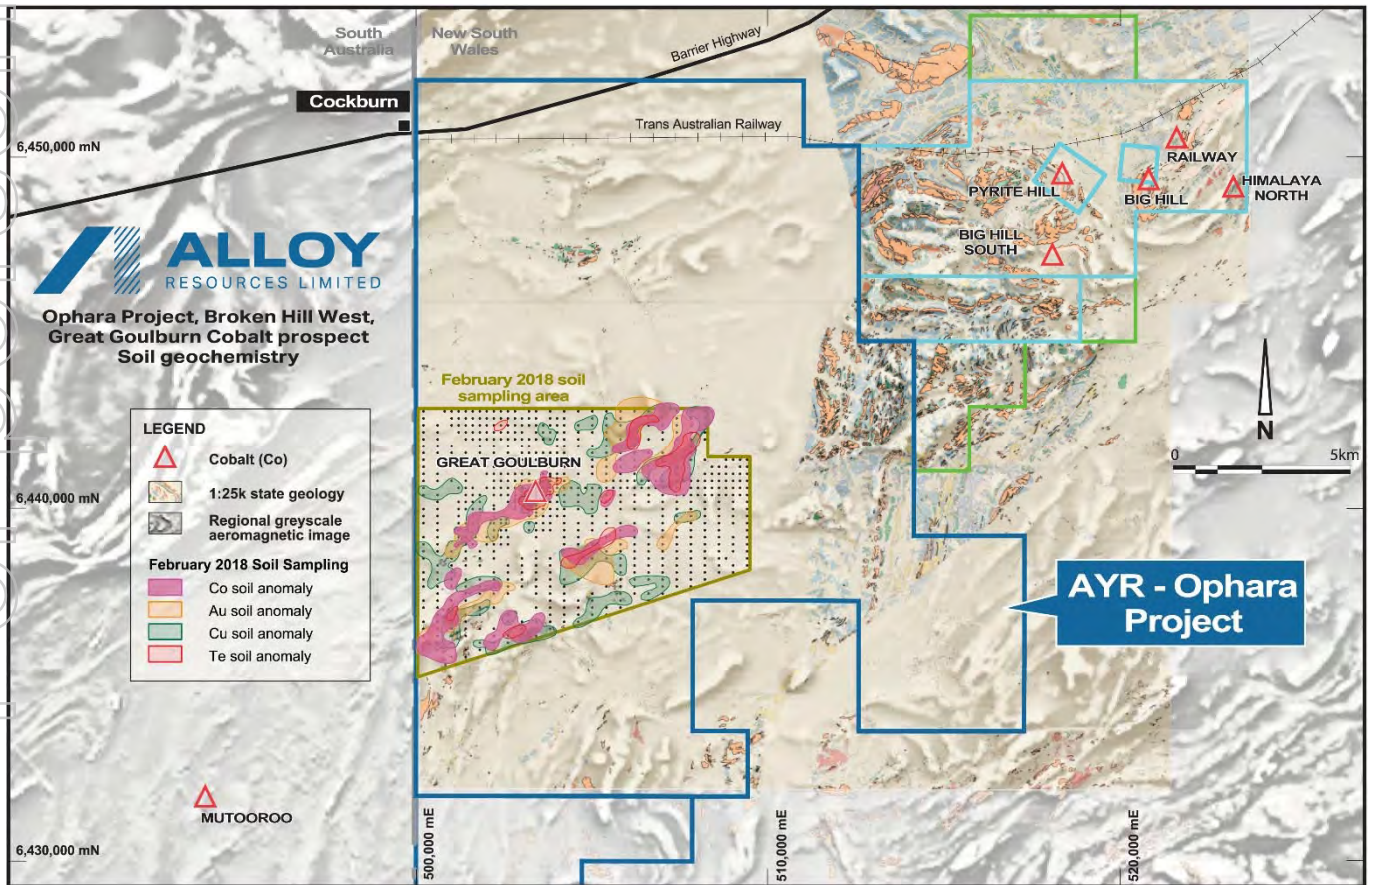 South
Australia
New South
Wales
Barrier Highway
Cockburn
Trans Australian Railway
6,450,000 mN
RAILWAY
PYRITE HILL
BIG HILL
HIMALAYA
NORTH
BIG HILL
SOUTH
ALLOY
RESOURCES LIMITED
Ophara Project, Broken Hill West,
Great Goulburn Cobalt prospect
Soil geochemistry
February 2018 soil
sampling area
N
0
5km
LEGEND
Cobalt (Co)
1:25k state geology
Regional greyscale
aeromagnetic image
February 2018 Soil Sampling
Co soil anomaly
Au soil anomaly
Cu soil anomaly
Te soil anomaly
GREAT GOULBURN
6,440,000 mN
AYR - Ophara
Project
MUTOOROO
6,430,000 mN
500,000 mE
510,000 mE
520,000 mE